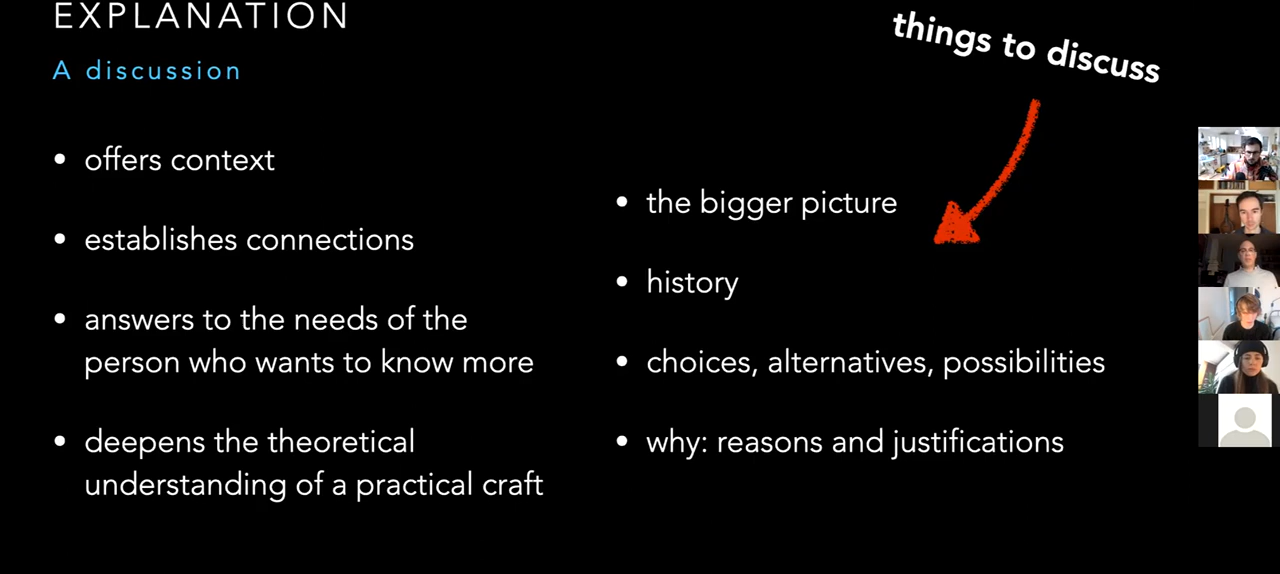 EXPLANATION
A discussion
things to discuss
• offers context
• establishes connections
• answers to the needs of the
person who wants to know more
• deepens the theoretical
understanding of a practical craft
• the bigger picture
• history
• choices, alternatives, possibilities
• why: reasons and justifications